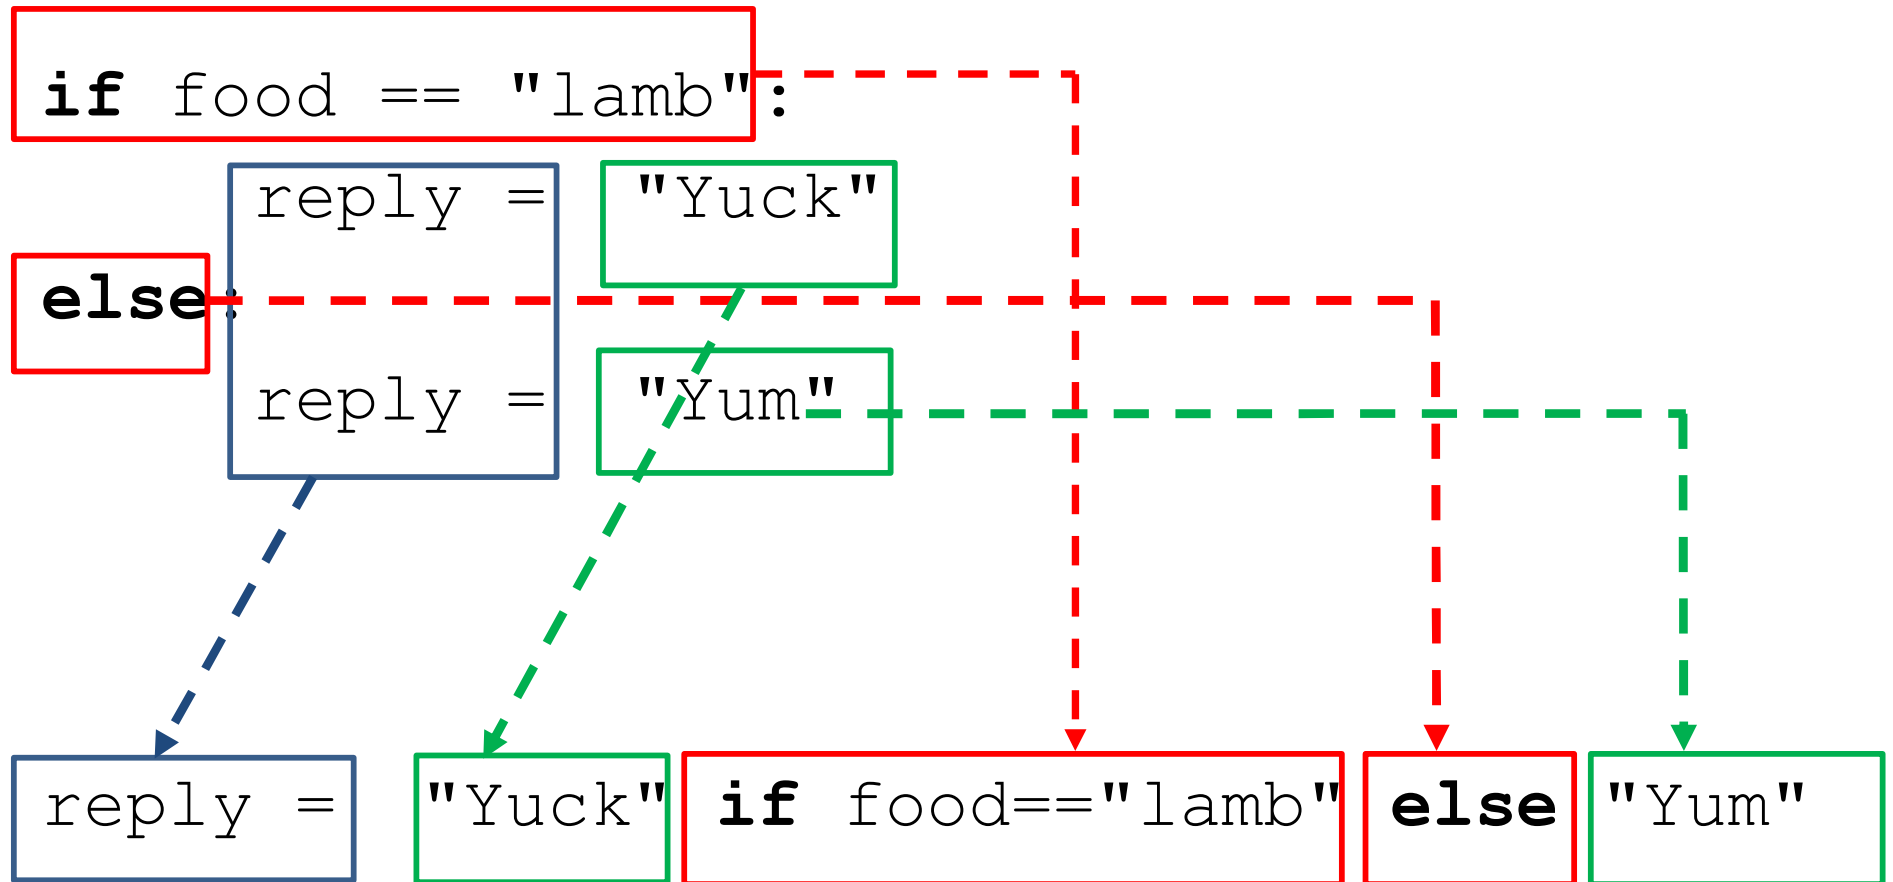 if food == "lamb":
reply = "Yuck"
else:
reply = "Yum"
reply = "Yuck" if food=="lamb" else "Yum"